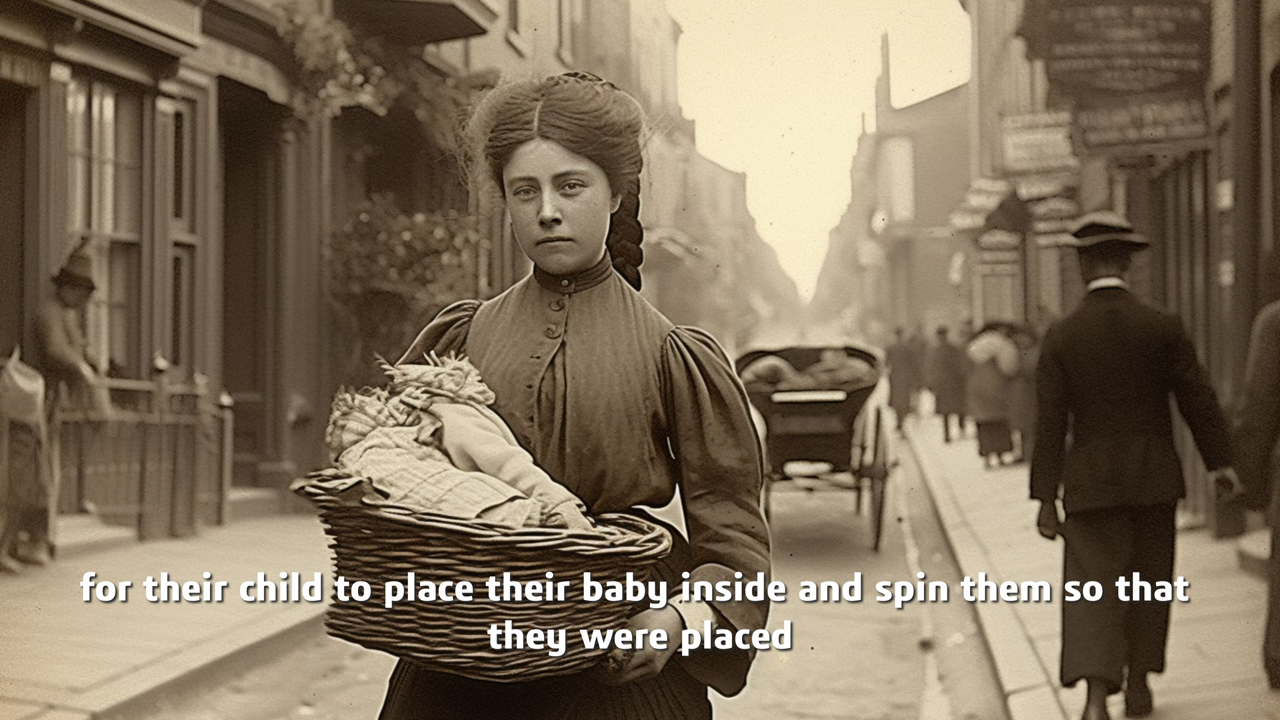 for their child to place their baby inside and spin them so that
they were placed